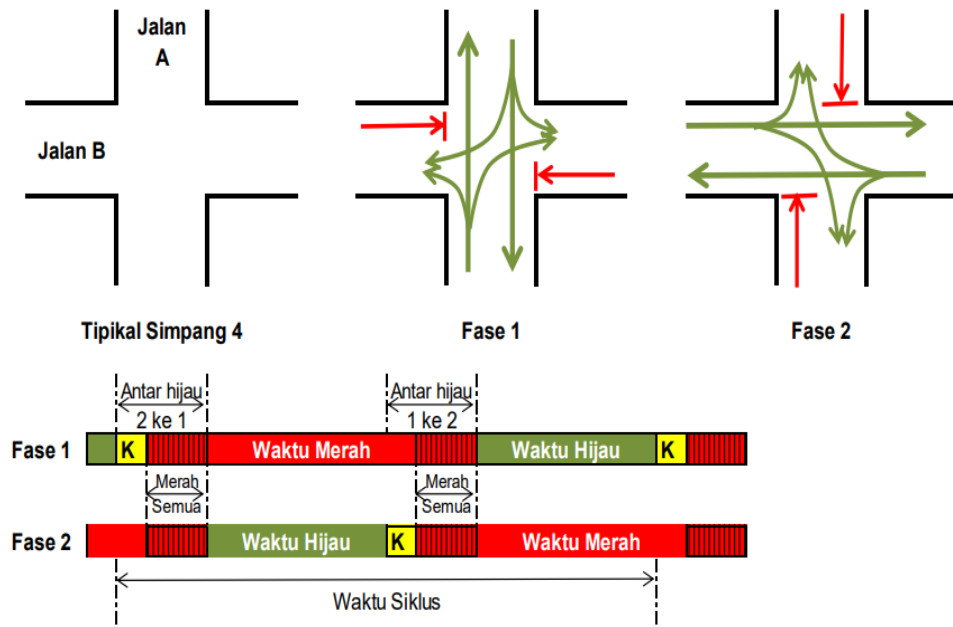 Jalan
A
Jalan B
Tipikal Simpang 4
Fase 1
Fase 2
Antar hijau
2 ke 1
Antar hijau
1 ke 2
Fase 1
K
Waktu Merah
Waktu Hijau
K
Merah
Semua
Merah
Semua
Fase 2
Waktu Hijau
K
Waktu Merah
Waktu Siklus